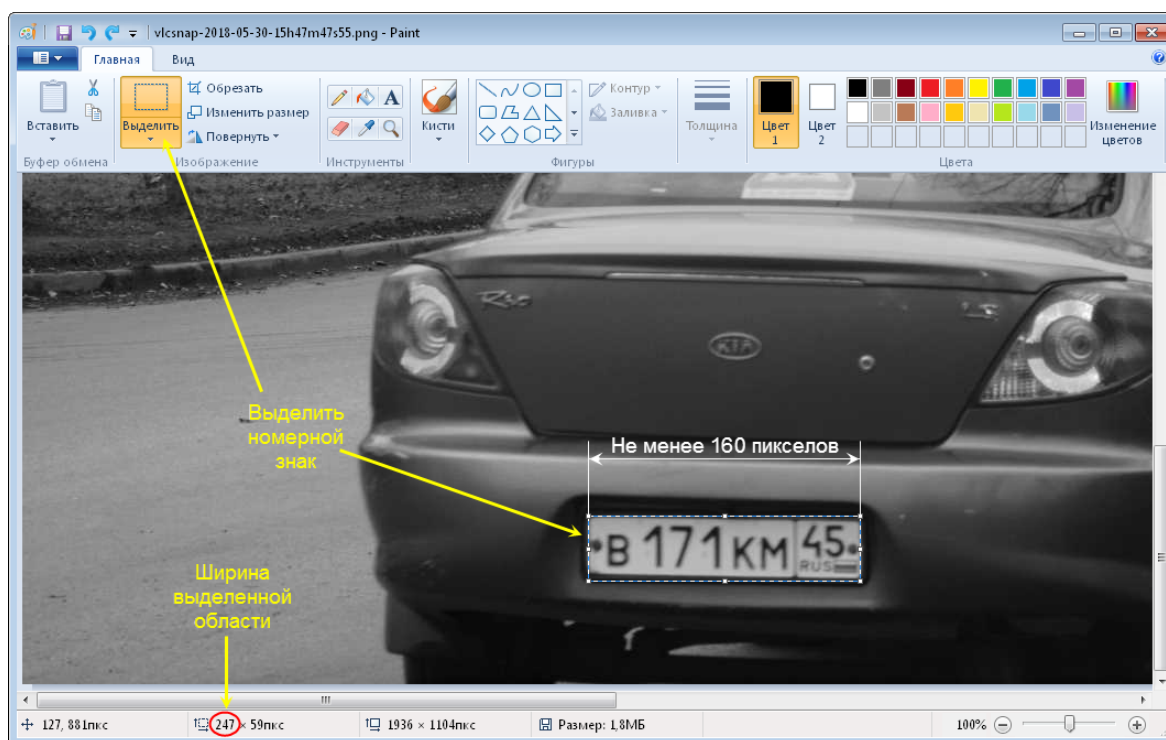 vlcsnap-2018-05-30-15h47m47s55.png - Paint
Главная Вид
Вставить
Выделить
Обрезать
Изменить размер
Повернуть
Кисти
Контур
Заливка
Толщина
Цвет 1
Цвет 2
Изменение цветов
Буфер обмена
Изображение
Инструменты
Фигуры
Цвета
Rio
LS
KIA
Выделить
номерной
знак
Не менее 160 пикселов
В 171 КМ 45
RUS
Ширина
выделенной
области
127, 881пкс
247 × 59пкс
1936 × 1104пкс
Размер: 1,8МБ
100%